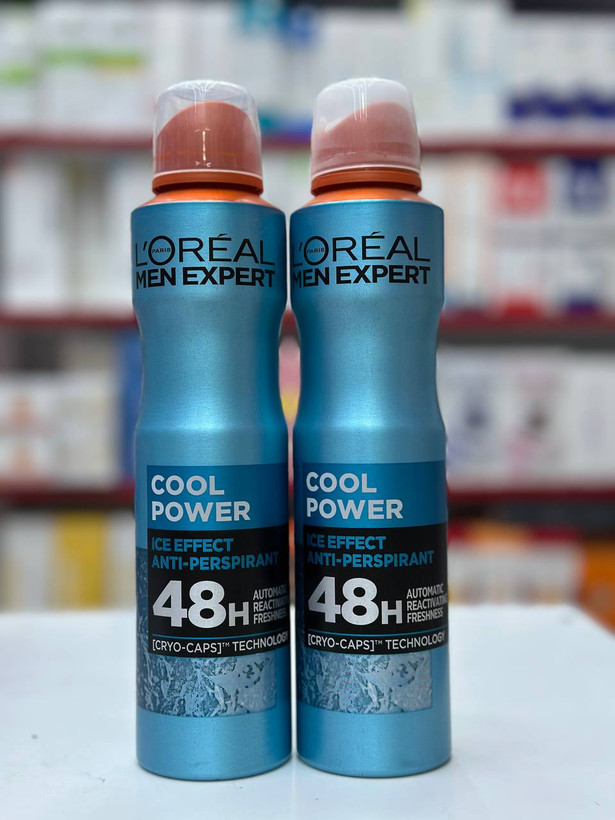 L'ORÉAL
PARIS
MEN EXPERT
COOL
POWER
ICE EFFECT
ANTI-PERSPIRANT
48H
AUTOMATIC
REACTIVATING
FRESHNESS
[CRYO-CAPS]™ TECHNOLOGY
L'ORÉAL
PARIS
MEN EXPERT
COOL
POWER
ICE EFFECT
ANTI-PERSPIRANT
48H
AUTOMATIC
REACTIVATING
FRESHNESS
[CRYO-CAPS]™ TECHNOLOGY